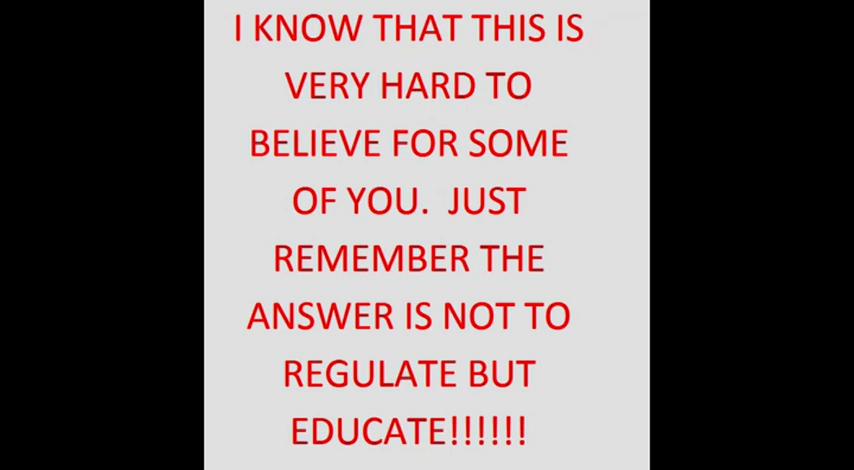 I KNOW THAT THIS IS
VERY HARD TO
BELIEVE FOR SOME
OF YOU.  JUST
REMEMBER THE
ANSWER IS NOT TO
REGULATE BUT
EDUCATE!!!!!!